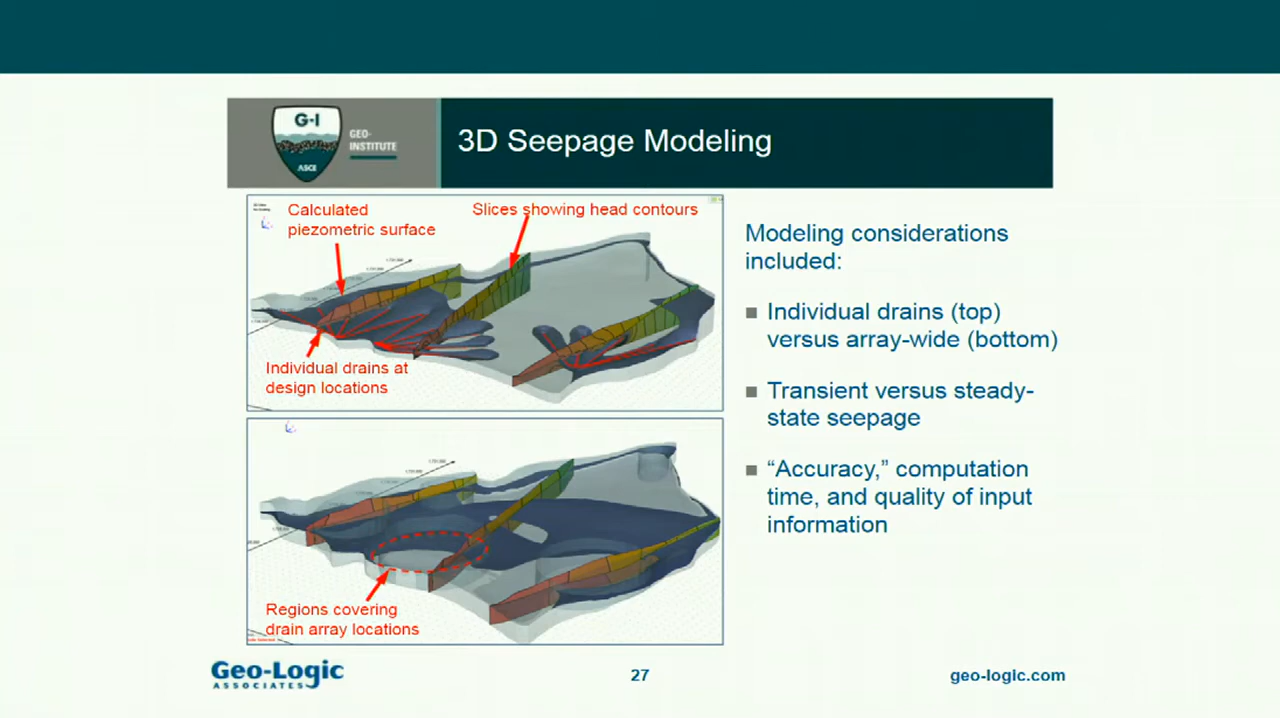 G-I
GEO-
INSTITUTE
ASCE
3D Seepage Modeling
Calculated
piezometric surface
Slices showing head contours
Individual drains at
design locations
Regions covering
drain array locations
Modeling considerations
included:
Individual drains (top)
versus array-wide (bottom)
Transient versus steady-
state seepage
“Accuracy,” computation
time, and quality of input
information
Geo-Logic
ASSOCIATES
27
geo-logic.com